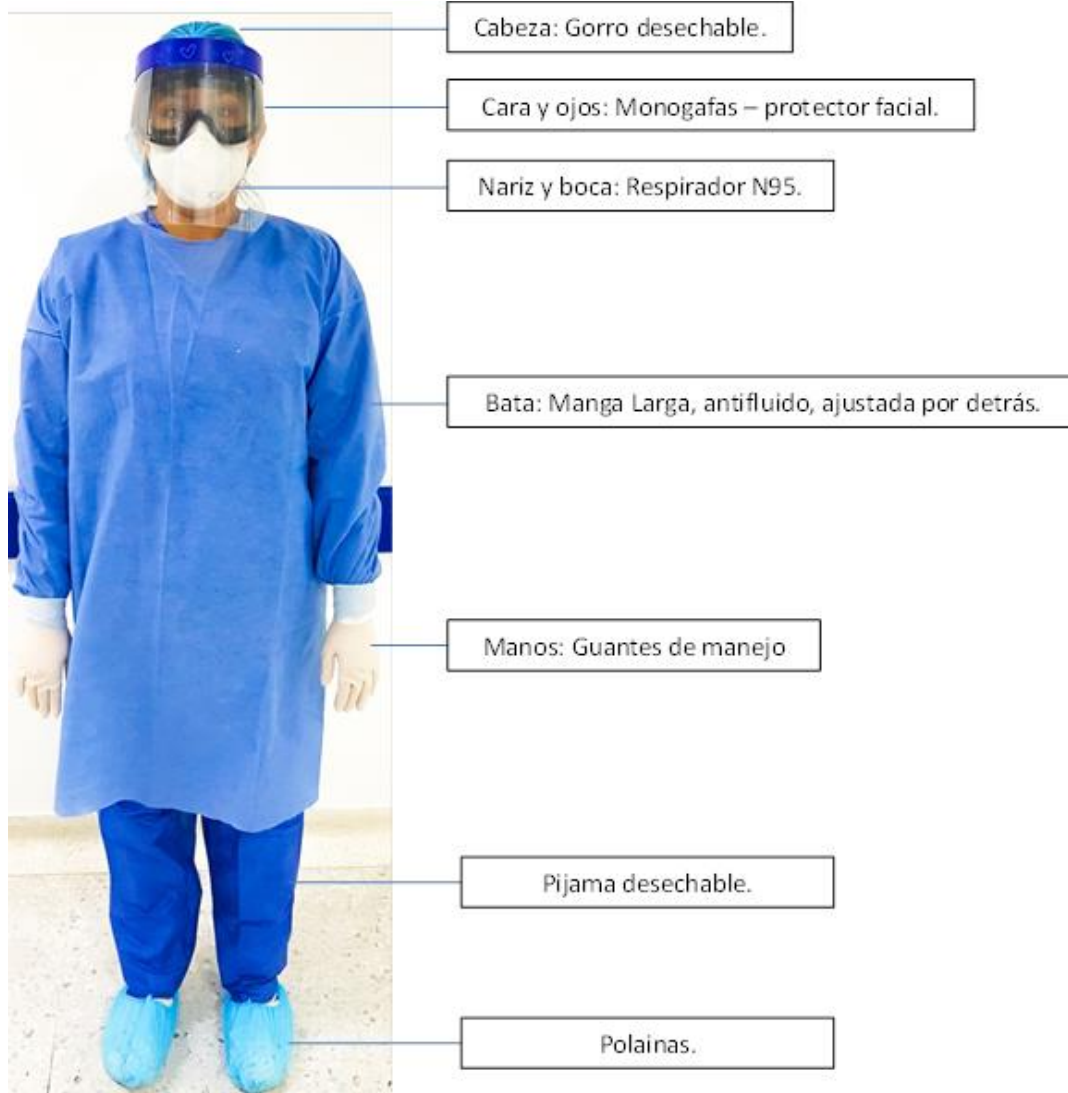 Cabeza: Gorro desechable.
Cara y ojos: Monogafas – protector facial.
Nariz y boca: Respirador N95.
Bata: Manga Larga, antifluido, ajustada por detrás.
Manos: Guantes de manejo
Pijama desechable.
Polainas.